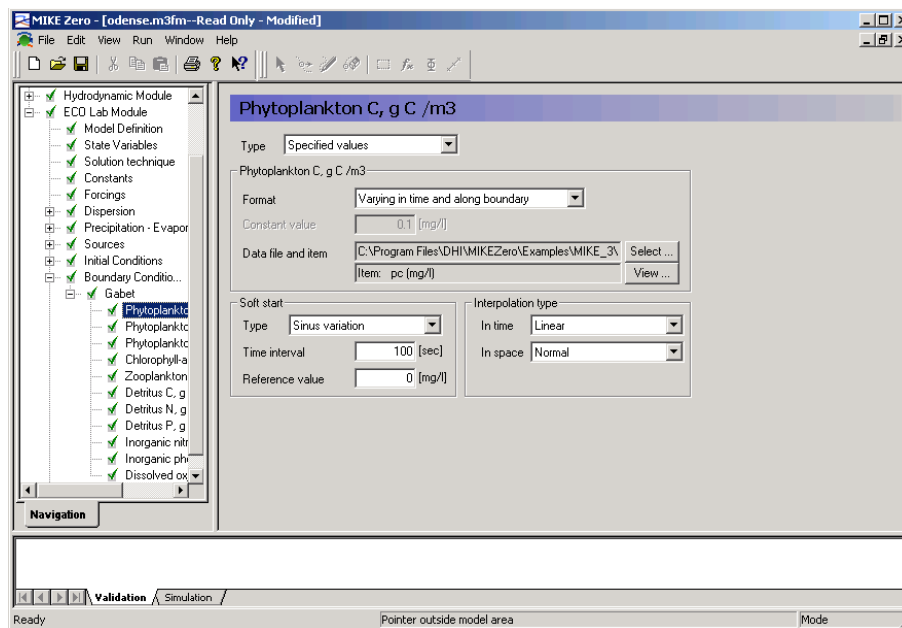 MIKE Zero - [odense.m3fm--Read Only - Modified]
File Edit View Run Window Help
Hydrodynamic Module
ECO Lab Module
Model Definition
State Variables
Solution technique
Constants
Forcings
Dispersion
Precipitation - Evapor
Sources
Initial Conditions
Boundary Conditio...
Gabet
Phytoplankto
Phytoplankto
Phytoplankto
Chlorophyll-a
Zooplankton
Detritus C, g
Detritus N, g
Detritus P, g
Inorganic nitr
Inorganic pho
Dissolved ox
Navigation
Phytoplankton C, g C /m3
Type Specified values
Phytoplankton C, g C /m3
Format Varying in time and along boundary
Constant value 0.1 [mg/l]
Data file and item C:\Program Files\DHI\MIKEZero\Examples\MIKE_3\ Select ...
Item: pc (mg/l) View ...
Soft start
Type Sinus variation
Time interval 100 [sec]
Reference value 0 [mg/l]
Interpolation type
In time Linear
In space Normal
Validation Simulation
Ready Pointer outside model area Mode